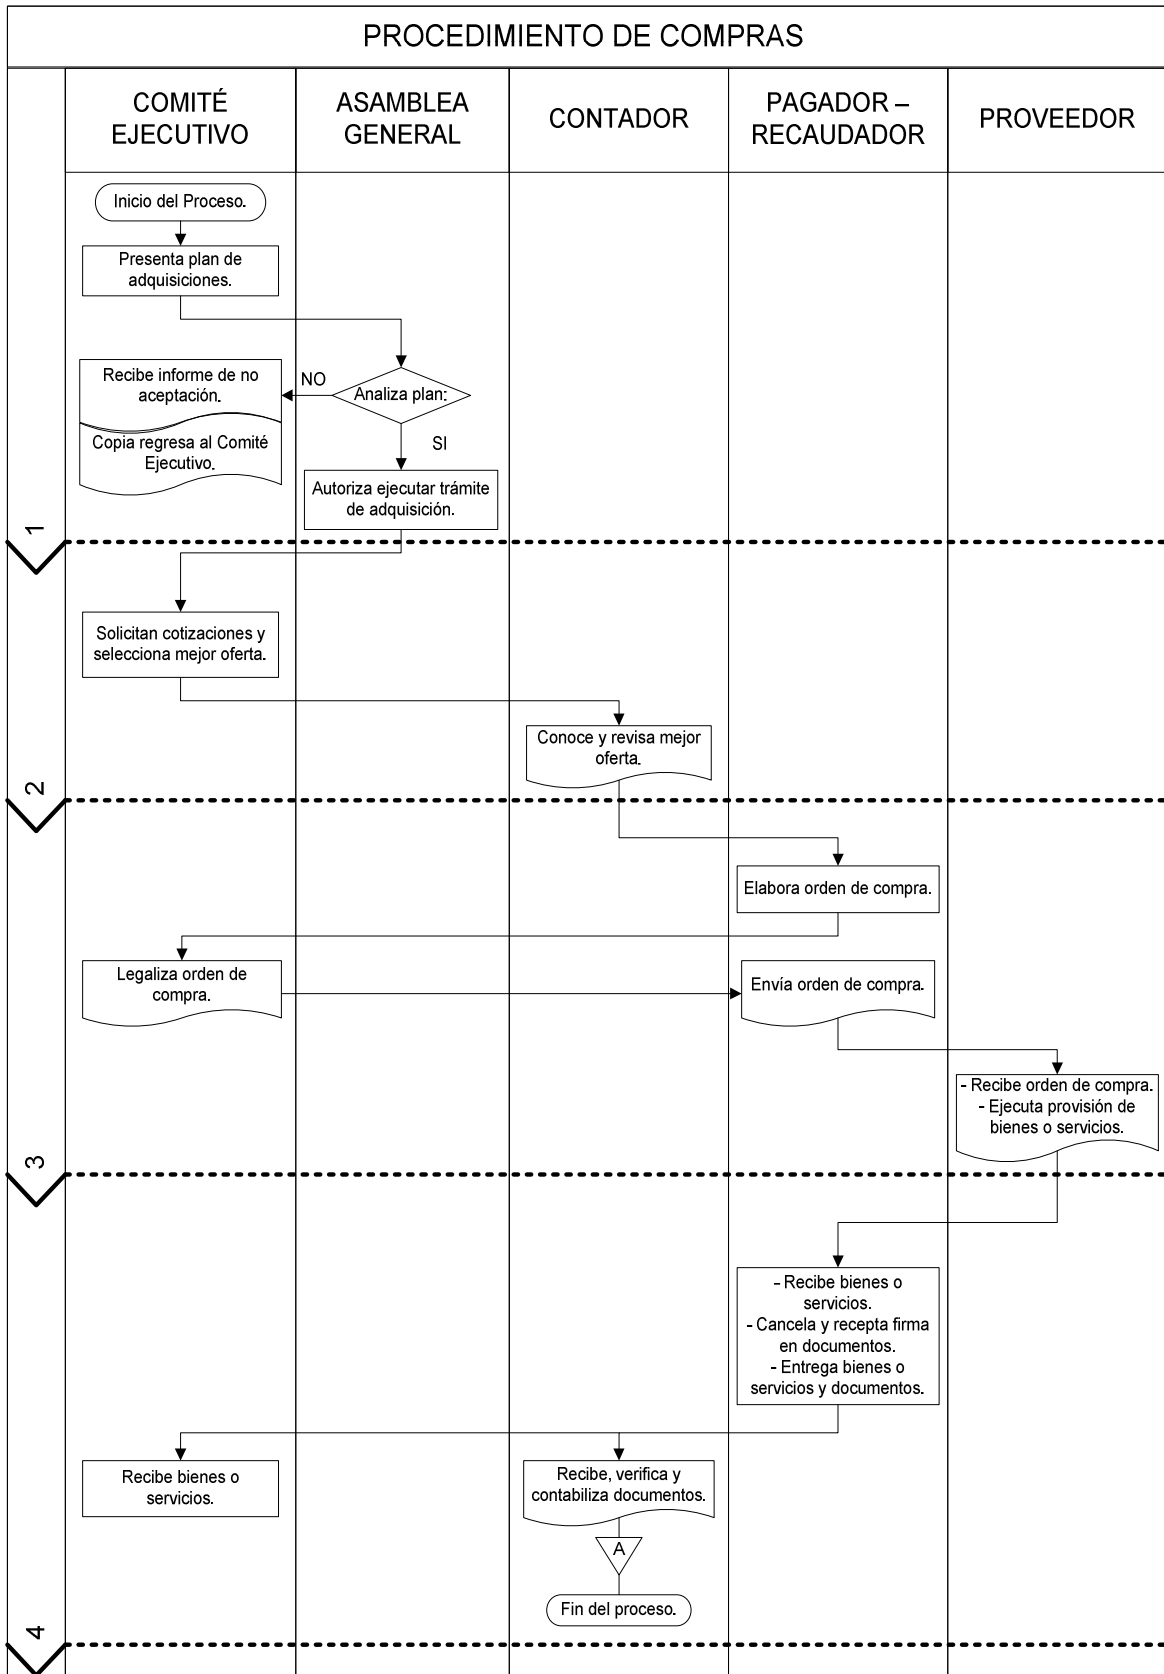 PROCEDIMIENTO DE COMPRAS
COMITÉ
EJECUTIVO
ASAMBLEA
GENERAL
CONTADOR
PAGADOR –
RECAUDADOR
PROVEEDOR
Inicio del Proceso.
Presenta plan de
adquisiciones.
Recibe informe de no
aceptación.
NO
Analiza plan:
Copia regresa al Comité
Ejecutivo.
SI
Autoriza ejecutar trámite
de adquisición.
1
Solicitan cotizaciones y
selecciona mejor oferta.
Conoce y revisa mejor
oferta.
2
Elabora orden de compra.
Legaliza orden de
compra.
Envía orden de compra.
- Recibe orden de compra.
- Ejecuta provisión de
bienes o servicios.
3
- Recibe bienes o
servicios.
- Cancela y recepta firma
en documentos.
- Entrega bienes o
servicios y documentos.
Recibe bienes o
servicios.
Recibe, verifica y
contabiliza documentos.
A
Fin del proceso.
4